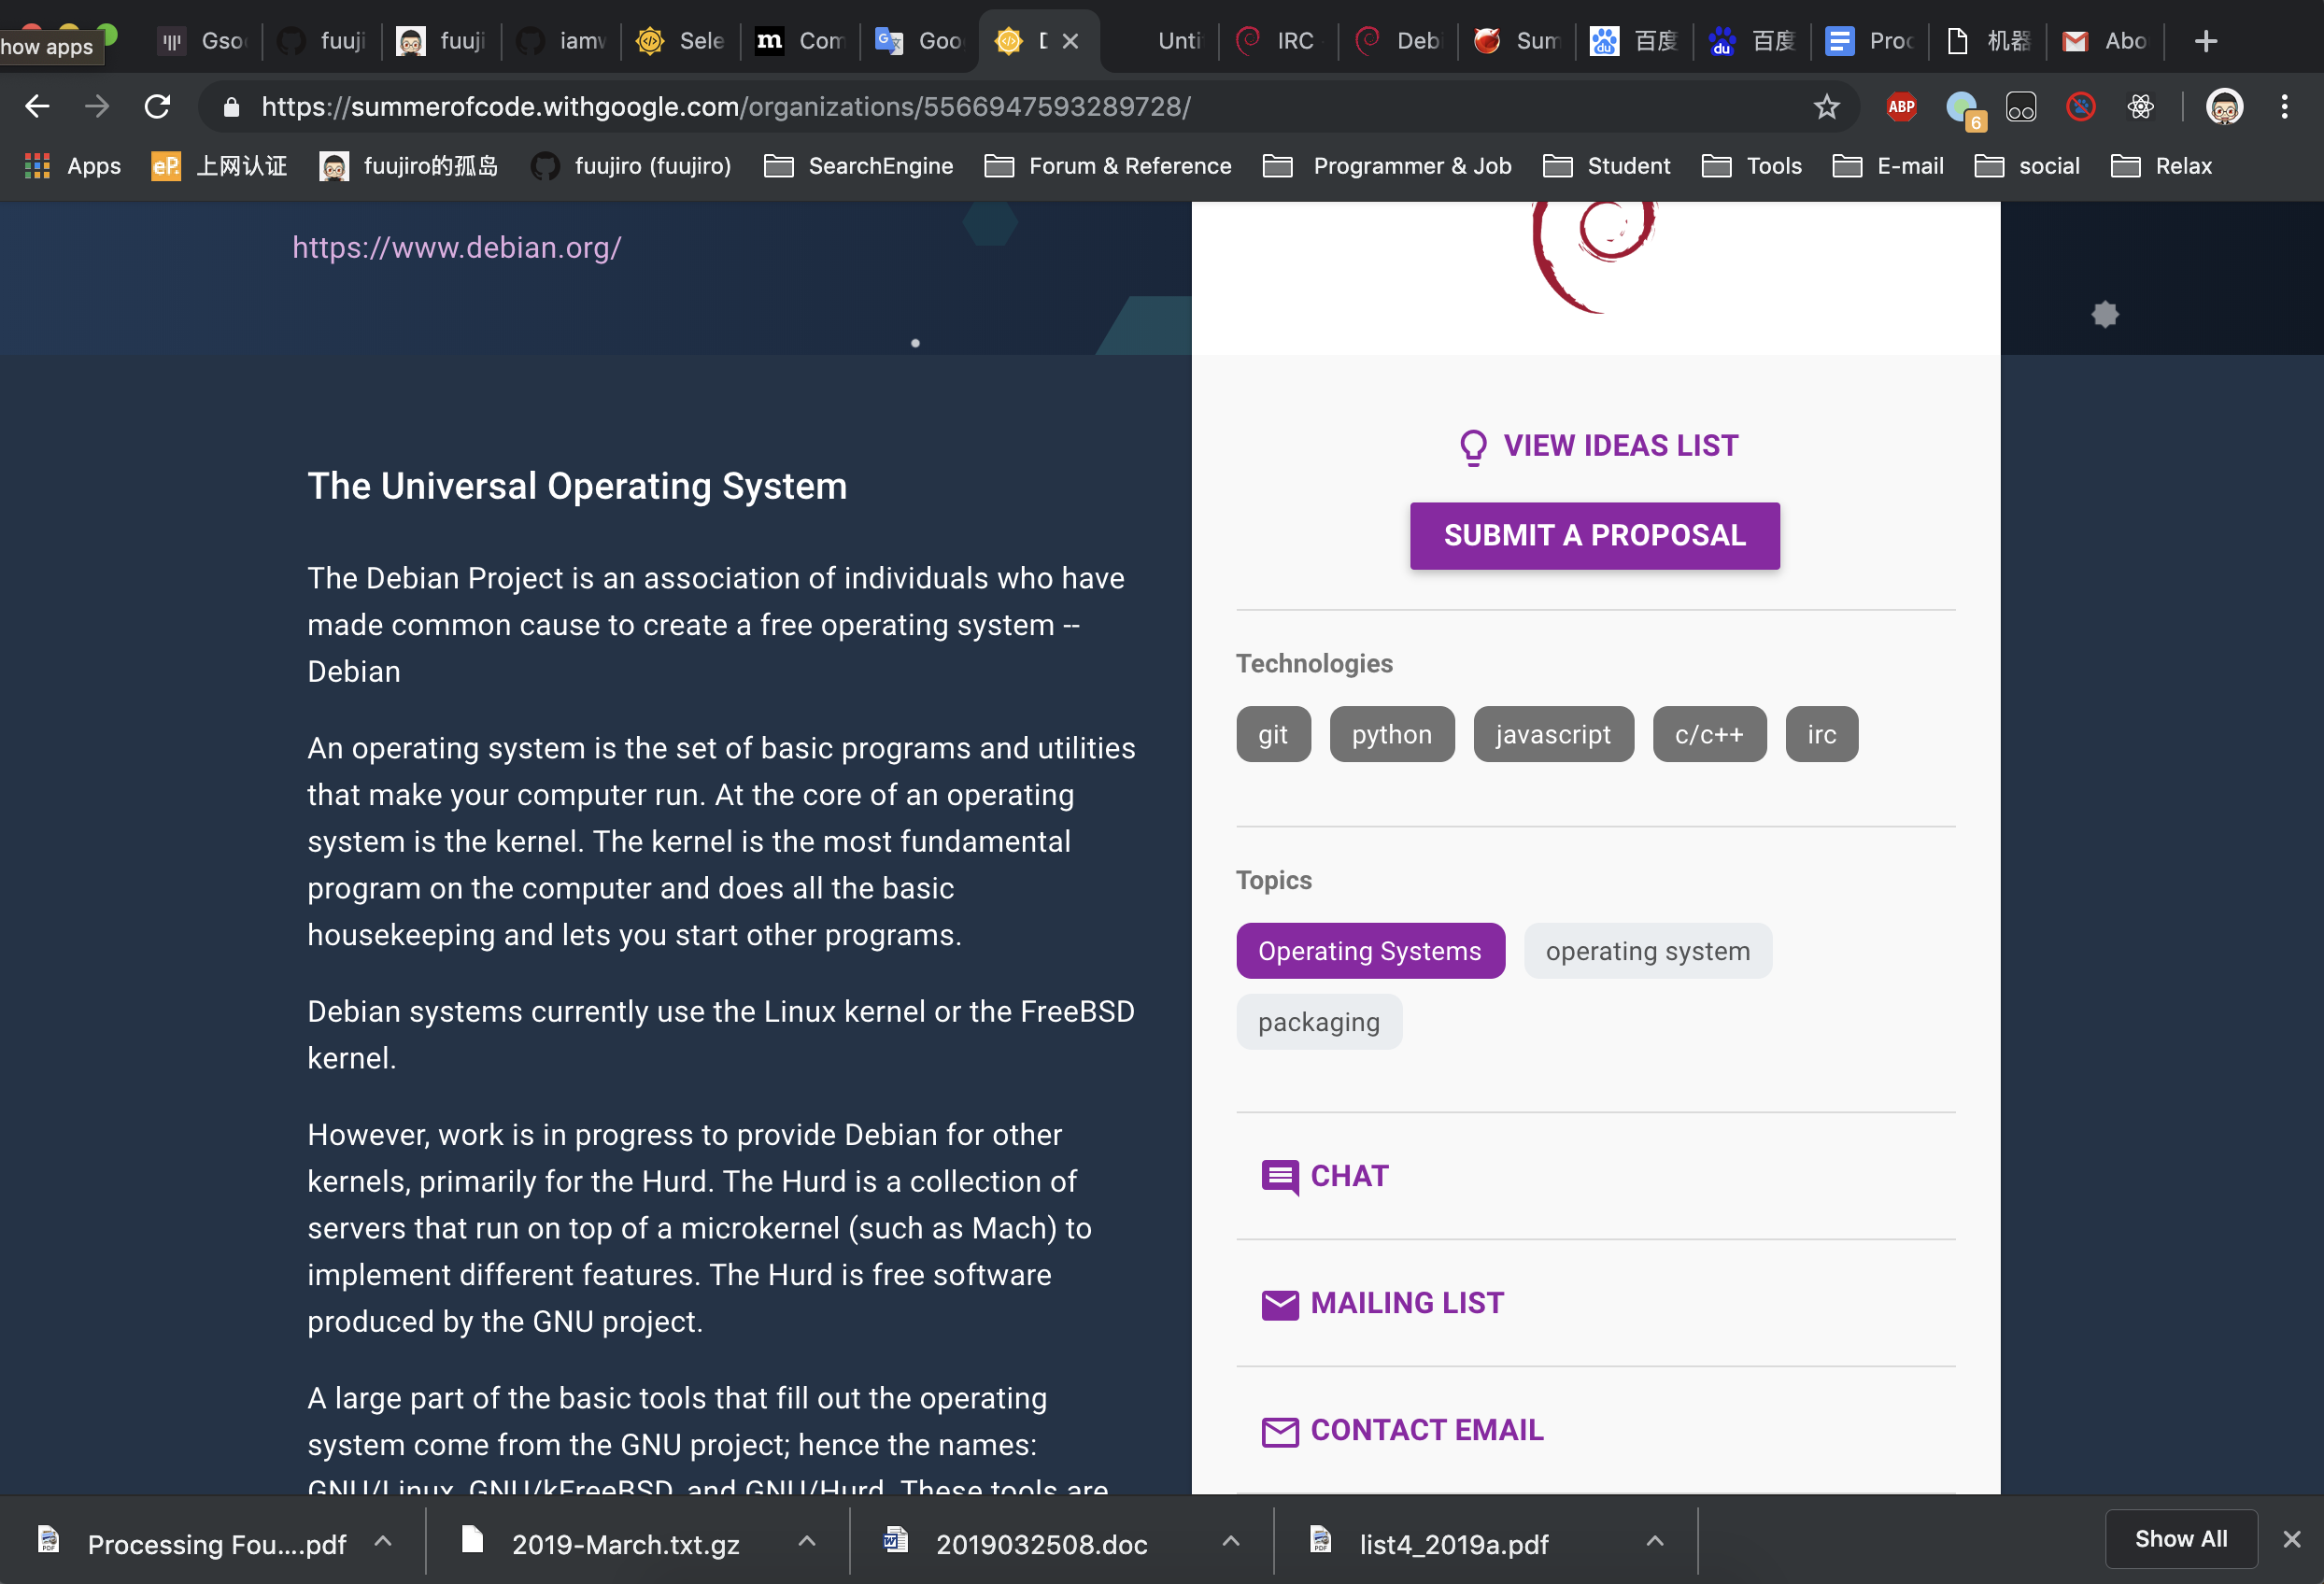 how apps
Gso
fuuji
fuuji
iamw
Sele
Com
Goo
Unti
IRC
Debi
Sum
百度
百度
Proc
机器
Abo
https://summerofcode.withgoogle.com/organizations/5566947593289728/
ABP
6
Apps
eP.
上网认证
fuujiro的孤岛
fuujiro (fuujiro)
SearchEngine
Forum & Reference
Programmer & Job
Student
Tools
E-mail
social
Relax
https://www.debian.org/
The Universal Operating System
The Debian Project is an association of individuals who have
made common cause to create a free operating system --
Debian
An operating system is the set of basic programs and utilities
that make your computer run. At the core of an operating
system is the kernel. The kernel is the most fundamental
program on the computer and does all the basic
housekeeping and lets you start other programs.
Debian systems currently use the Linux kernel or the FreeBSD
kernel.
However, work is in progress to provide Debian for other
kernels, primarily for the Hurd. The Hurd is a collection of
servers that run on top of a microkernel (such as Mach) to
implement different features. The Hurd is free software
produced by the GNU project.
A large part of the basic tools that fill out the operating
system come from the GNU project; hence the names:
GNU/Linux, GNU/kFreeBSD, and GNU/Hurd. These tools are
VIEW IDEAS LIST
SUBMIT A PROPOSAL
Technologies
git
python
javascript
c/c++
irc
Topics
Operating Systems
operating system
packaging
CHAT
MAILING LIST
CONTACT EMAIL
Processing Fou....pdf
2019-March.txt.gz
2019032508.doc
list4_2019a.pdf
Show All